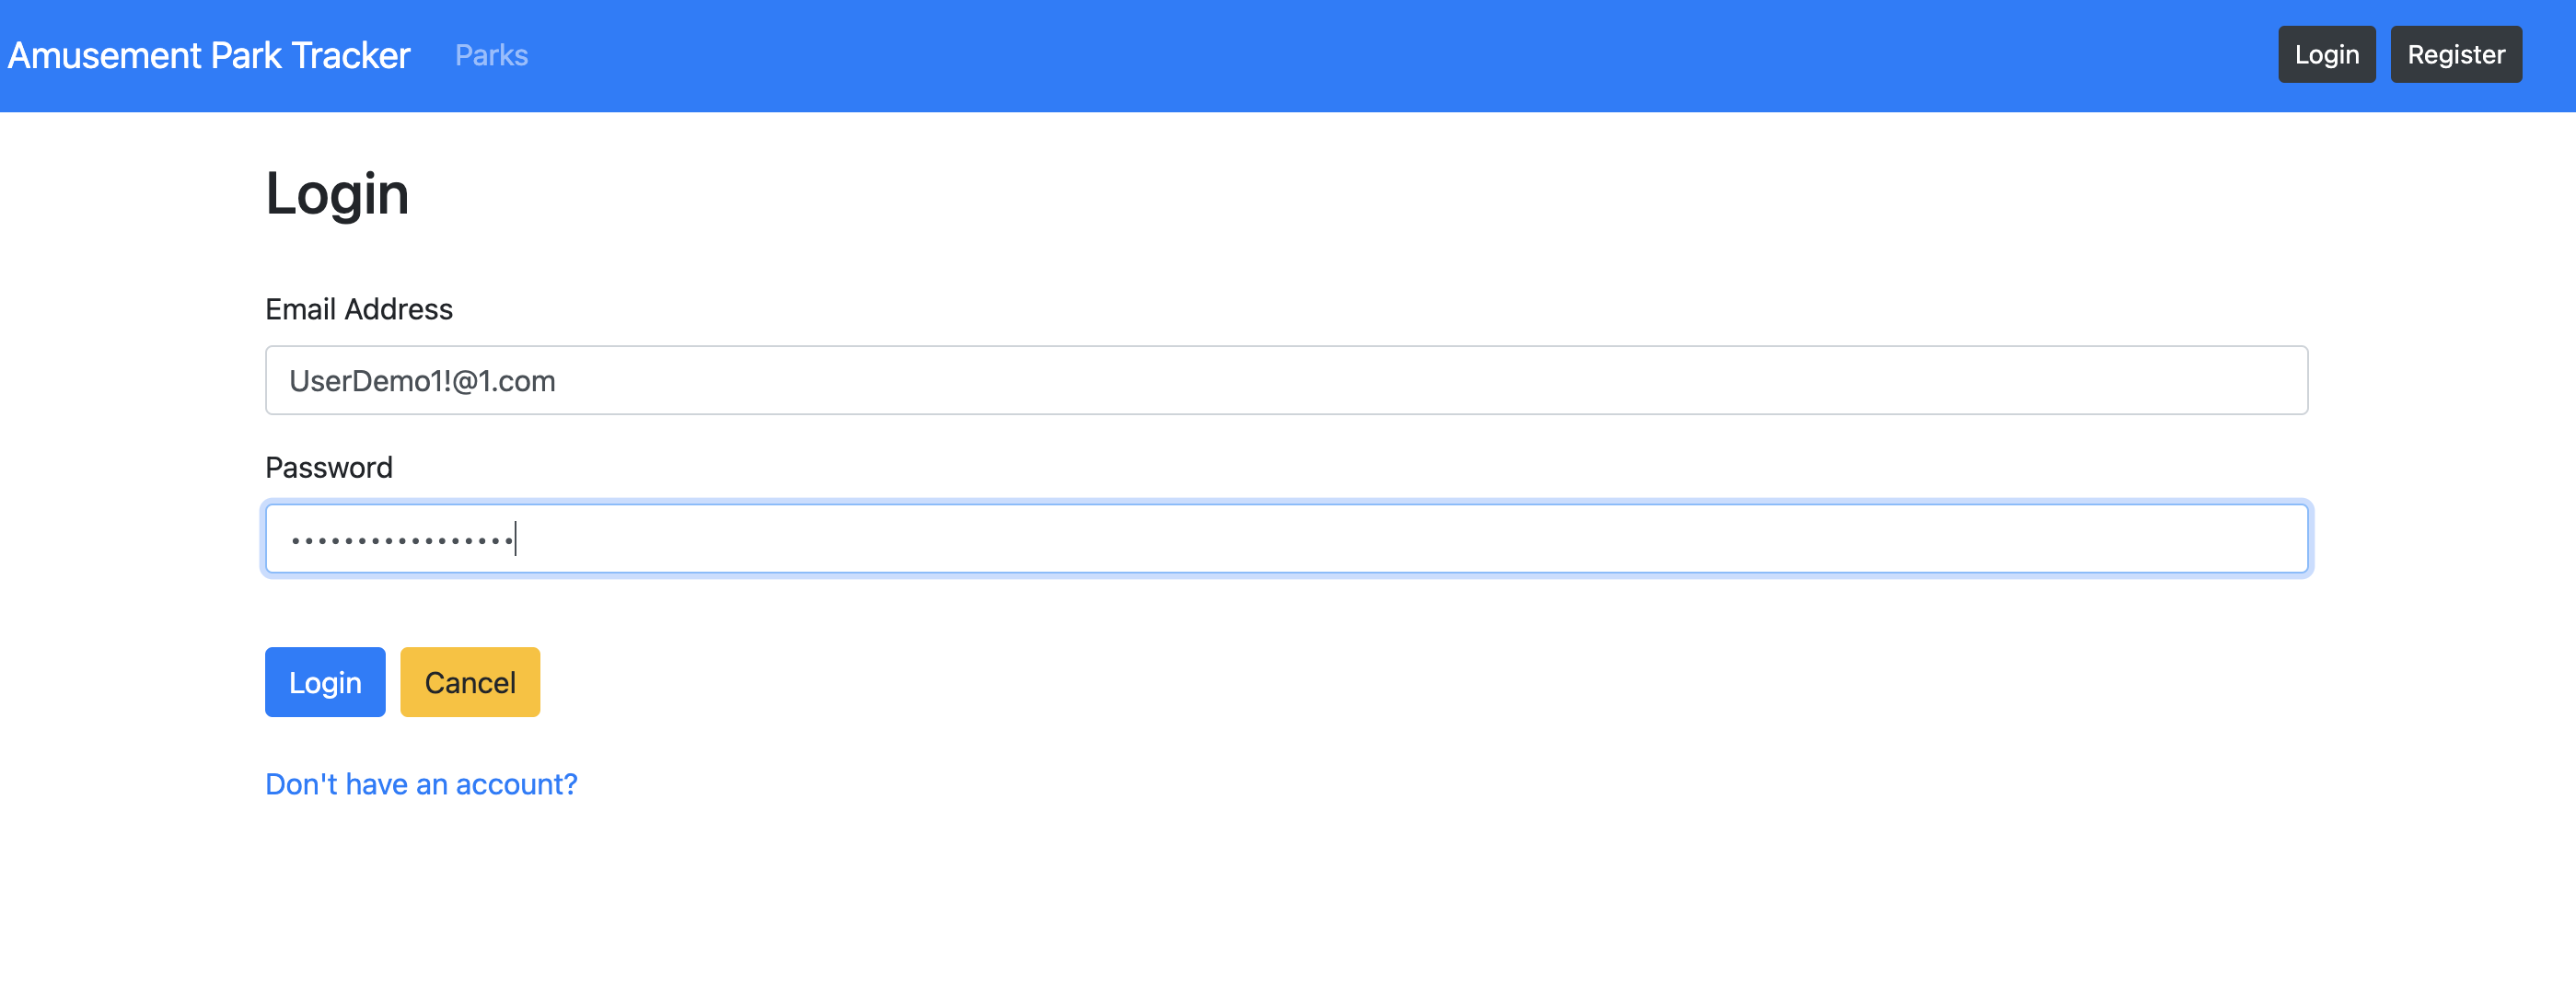 Amusement Park Tracker Parks Login Register
Login
Email Address
UserDemo1!@1.com
Password
•••••••••••••••••
Login Cancel
Don't have an account?